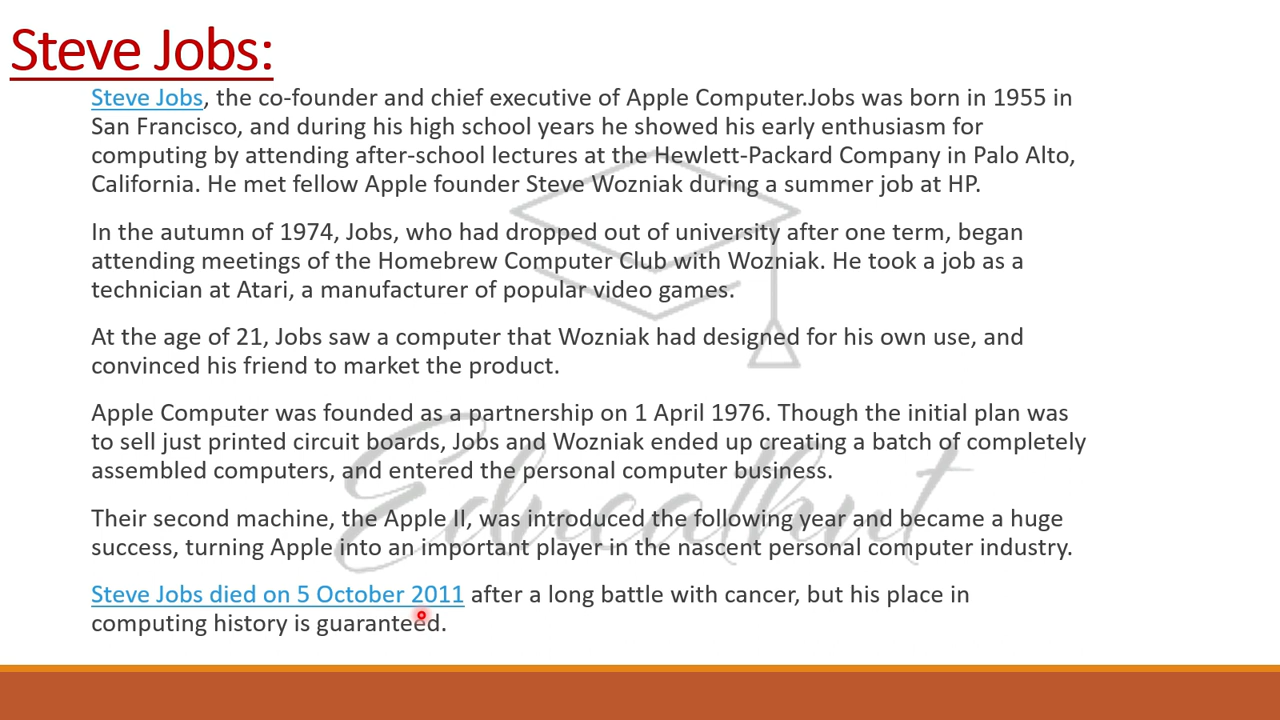 Steve Jobs:
Steve Jobs, the co-founder and chief executive of Apple Computer.Jobs was born in 1955 in
San Francisco, and during his high school years he showed his early enthusiasm for
computing by attending after-school lectures at the Hewlett-Packard Company in Palo Alto,
California. He met fellow Apple founder Steve Wozniak during a summer job at HP.
In the autumn of 1974, Jobs, who had dropped out of university after one term, began
attending meetings of the Homebrew Computer Club with Wozniak. He took a job as a
technician at Atari, a manufacturer of popular video games.
At the age of 21, Jobs saw a computer that Wozniak had designed for his own use, and
convinced his friend to market the product.
Apple Computer was founded as a partnership on 1 April 1976. Though the initial plan was
to sell just printed circuit boards, Jobs and Wozniak ended up creating a batch of completely
assembled computers, and entered the personal computer business.
Educathut
Their second machine, the Apple II, was introduced the following year and became a huge
success, turning Apple into an important player in the nascent personal computer industry.
Steve Jobs died on 5 October 2011 after a long battle with cancer, but his place in
computing history is guaranteed.